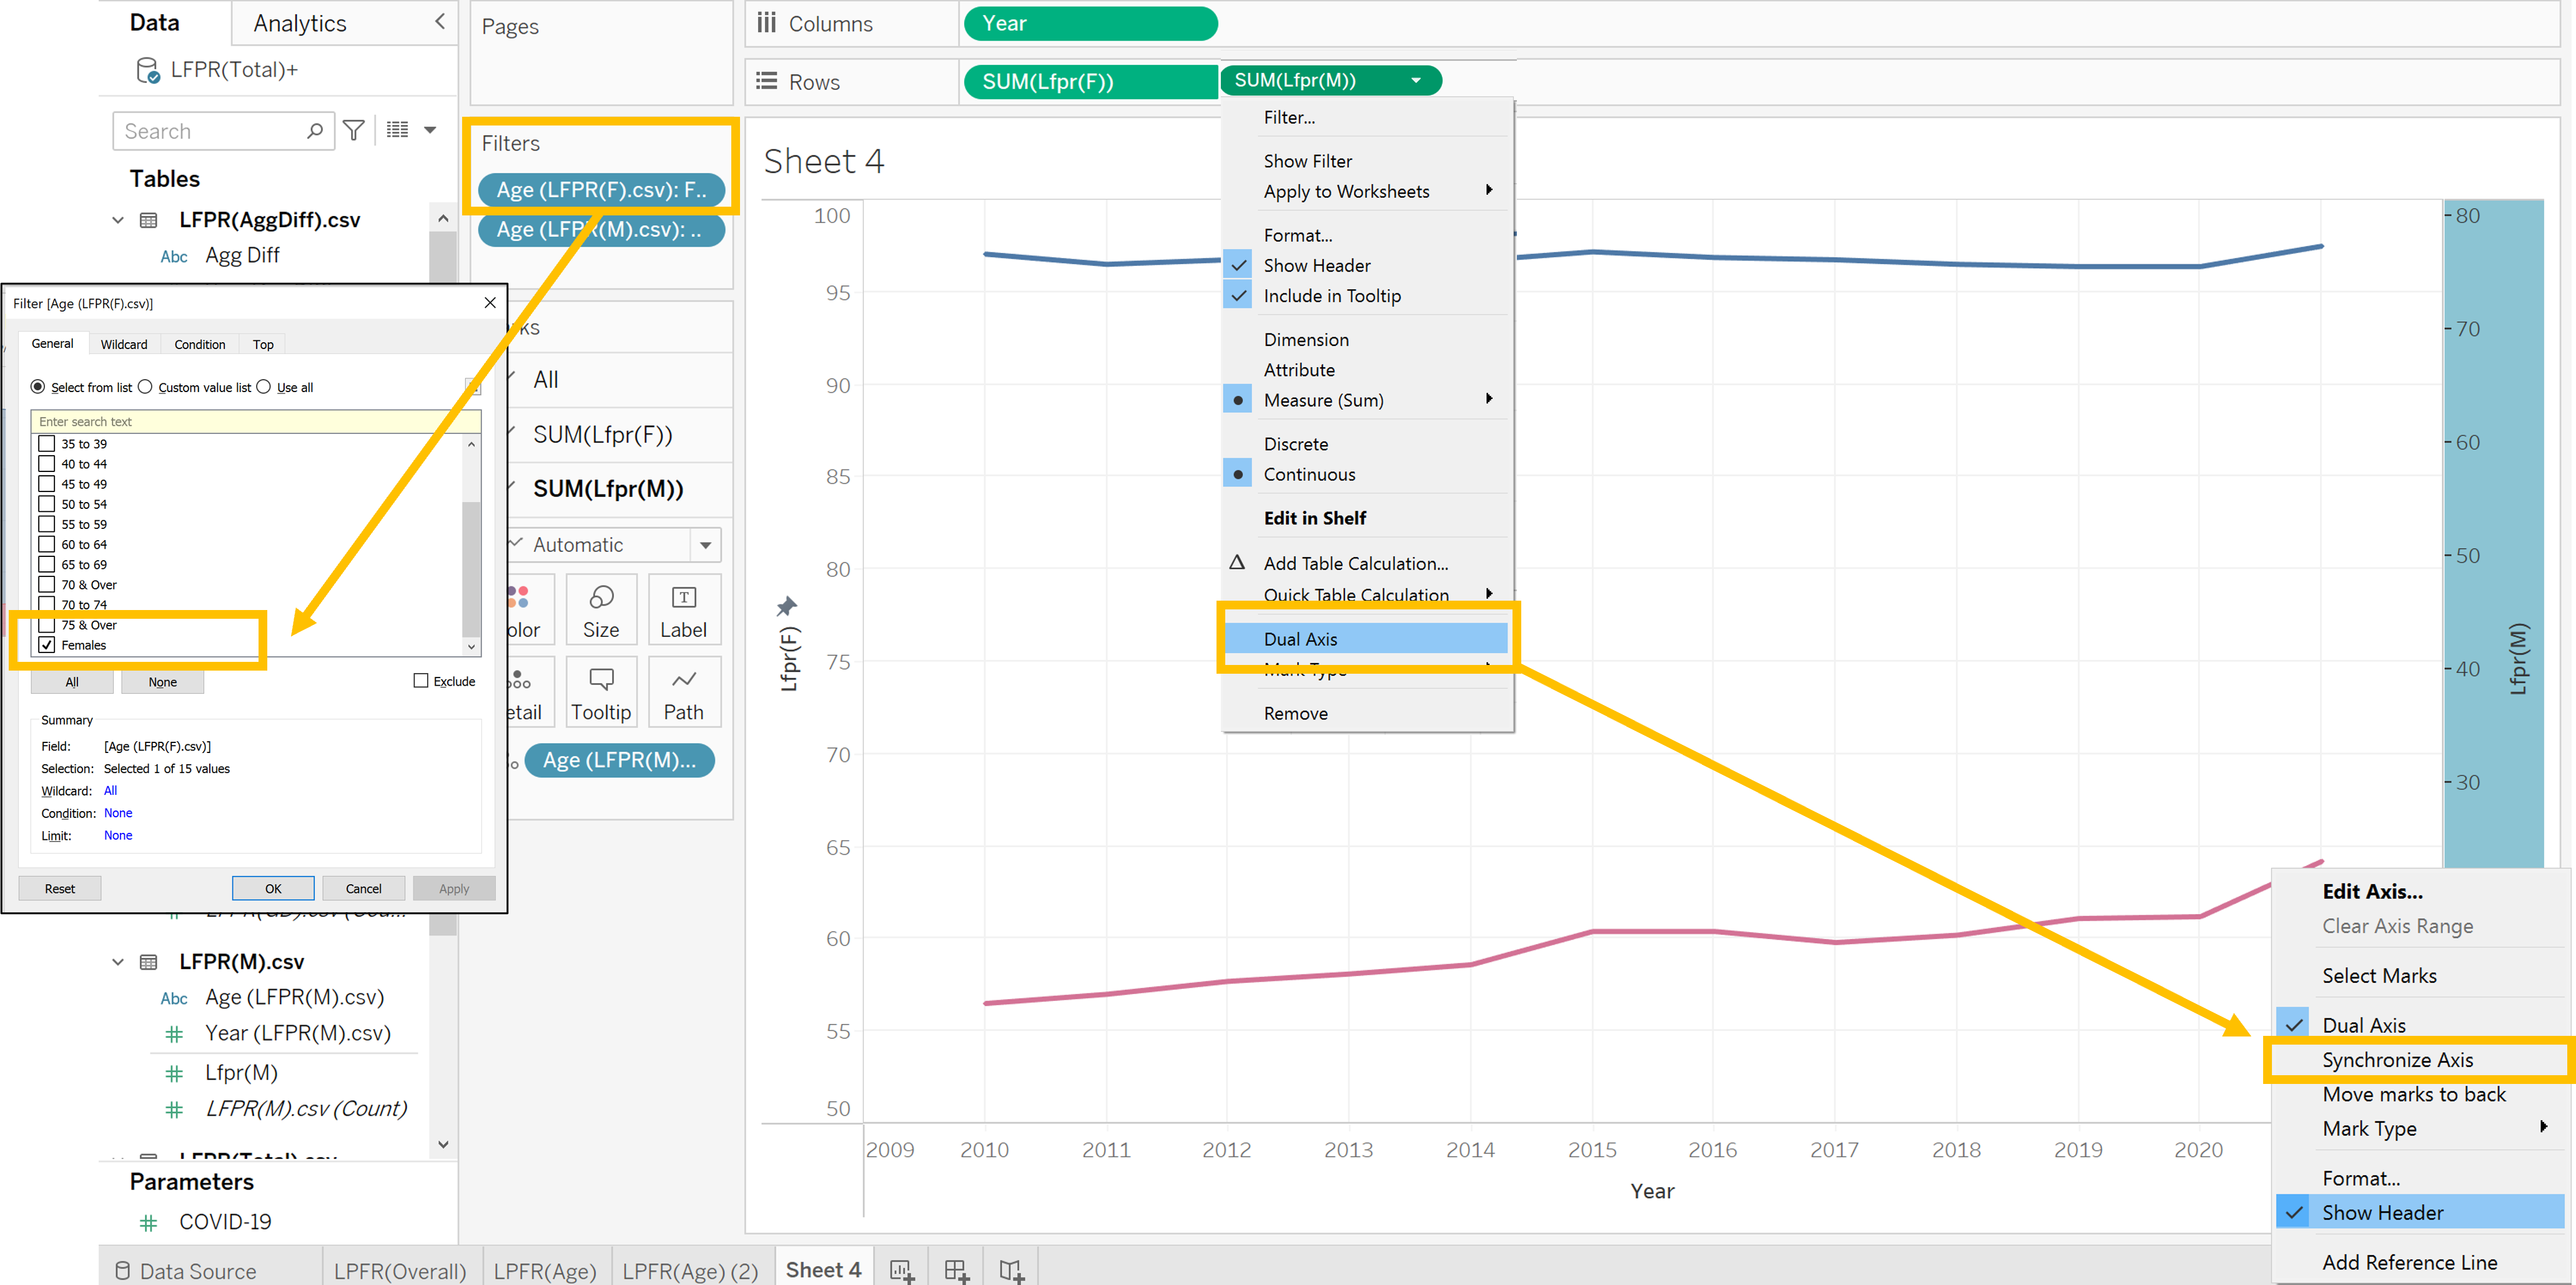 Data
Analytics
LFPR(Total)+
Search
Tables
LFPR(AggDiff).csv
Abc Agg Diff
Pages
Filters
Age (LFPR(F).csv): F..
Age (LFPR(M).csv): ..
Columns
Year
Rows
SUM(Lfpr(F))
SUM(Lfpr(M))
Filter [Age (LFPR(F).csv)]
General
Wildcard
Condition
Top
Select from list
Custom value list
Use all
Enter search text
35 to 39
40 to 44
45 to 49
50 to 54
55 to 59
60 to 64
65 to 69
70 & Over
70 to 74
75 & Over
Females
All
None
Exclude
Summary
Field: [Age (LFPR(F).csv)]
Selection: Selected 1 of 15 values
Wildcard: All
Condition: None
Limit: None
Reset
OK
Cancel
Apply
LFPR(M).csv
Abc Age (LFPR(M).csv)
# Year (LFPR(M).csv)
# Lfpr(M)
# LFPR(M).csv (Count)
LFPR(Total).csv
Parameters
# COVID-19
rks
All
SUM(Lfpr(F))
SUM(Lfpr(M))
Automatic
olor
Size
T
Label
etail
Tooltip
Path
Age (LFPR(M)...
Sheet 4
100
95
90
85
80
75
70
65
60
55
50
Lfpr(F)
Filter...
Show Filter
Apply to Worksheets
Format...
Show Header
Include in Tooltip
Dimension
Attribute
Measure (Sum)
Discrete
Continuous
Edit in Shelf
Add Table Calculation...
Quick Table Calculation
Dual Axis
Mark Type
Remove
80
70
60
50
40
30
Lfpr(M)
2009 2010 2011 2012 2013 2014 2015 2016 2017 2018 2019 2020
Year
Edit Axis...
Clear Axis Range
Select Marks
Dual Axis
Synchronize Axis
Move marks to back
Mark Type
Format...
Show Header
Add Reference Line
Data Source
LPFR(Overall)
LPFR(Age)
LPFR(Age) (2)
Sheet 4